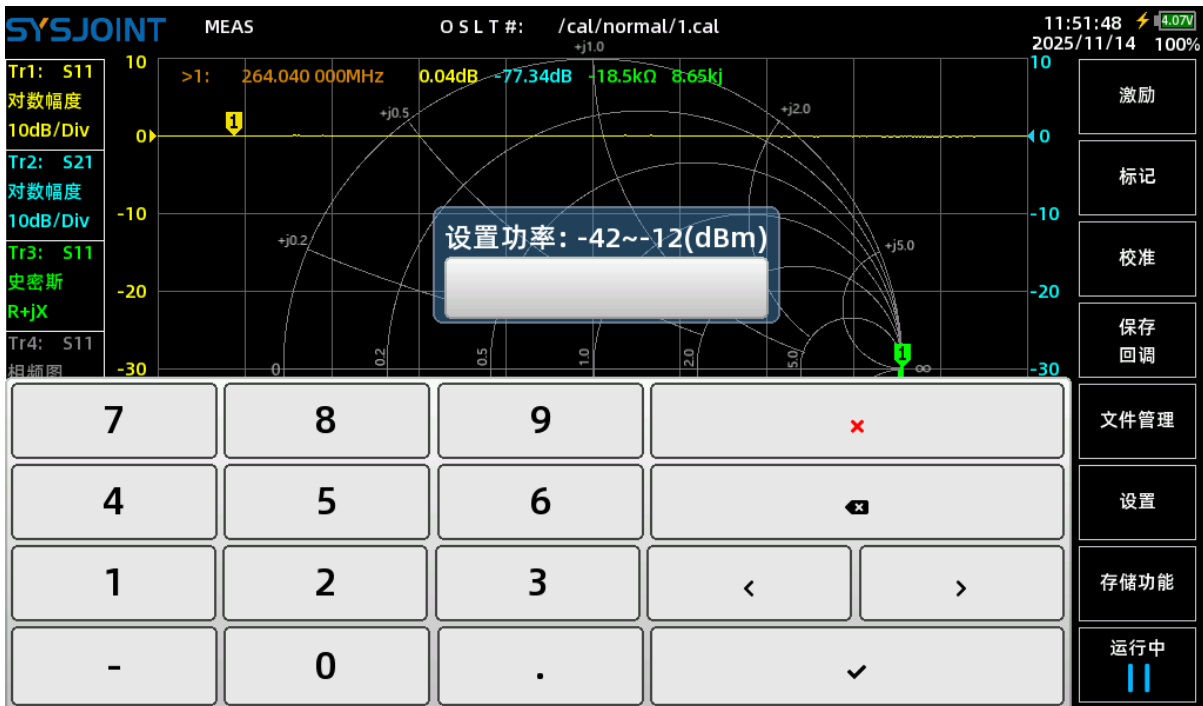 SYSJOINT MEAS O S L T #: /cal/normal/1.cal 11:51:48 4.07V
2025/11/14 100%
+j1.0
Tr1: S11
对数幅度
10dB/Div
Tr2: S21
对数幅度
10dB/Div
Tr3: S11
史密斯
R+jX
Tr4: S11
相频图
>1: 264.040 000MHz 0.04dB -77.34dB -18.5kΩ 8.65kj
10 10
+j0.5 +j2.0
1
0 0
-10 -10
+j0.2 +j5.0
-20 -20
0.2 0.5 1.0 2.0 5.0
1
-30 0 ∞ -30
设置功率: -42~-12(dBm)
7 8 9 ×
4 5 6
1 2 3 < >
- 0 . ✓
激励
标记
校准
保存
回调
文件管理
设置
存储功能
运行中